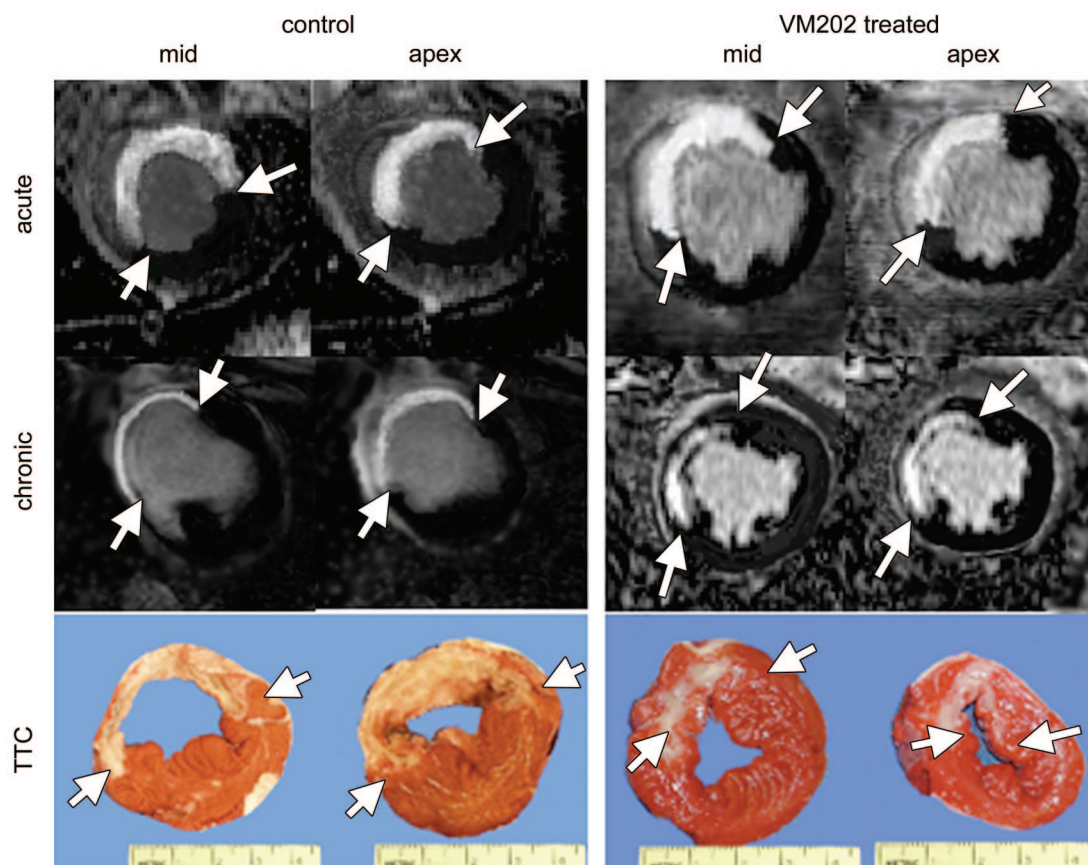 control
VM202 treated
mid
apex
mid
apex
acute
chronic
TTC